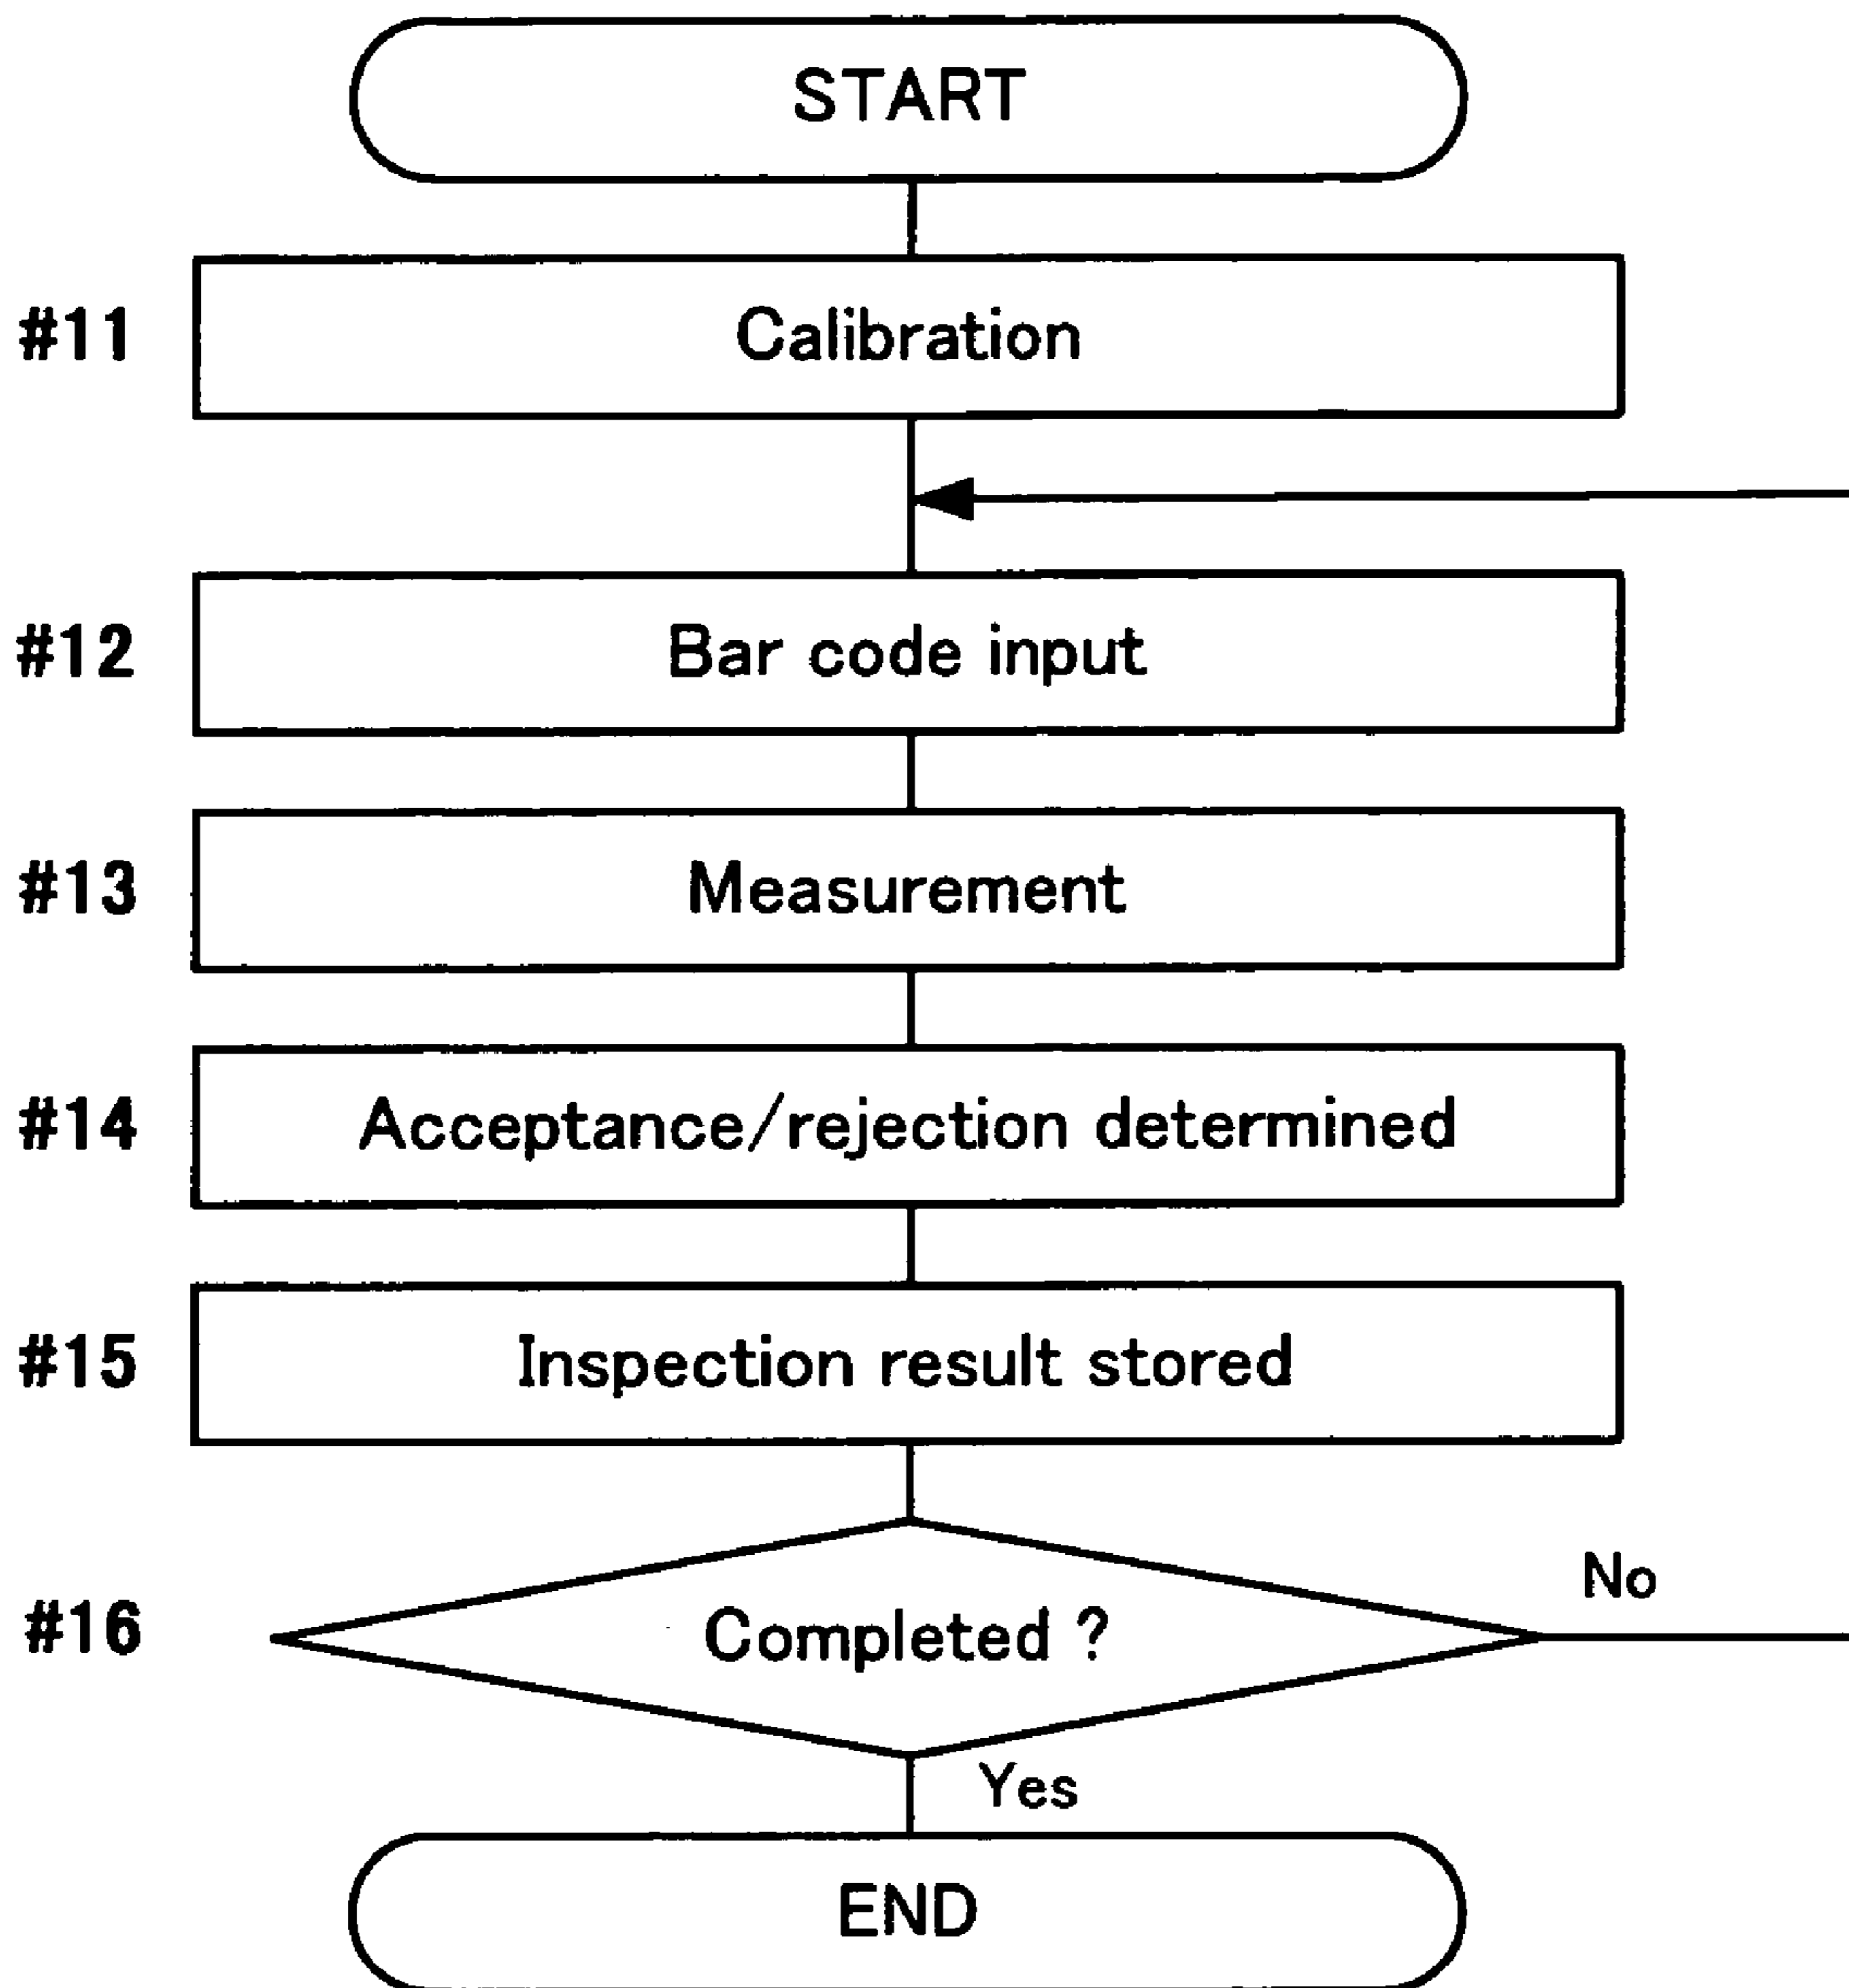 START
#11 Calibration
#12 Bar code input
#13 Measurement
#14 Acceptance/rejection determined
#15 Inspection result stored
No
#16 Completed ?
Yes
END